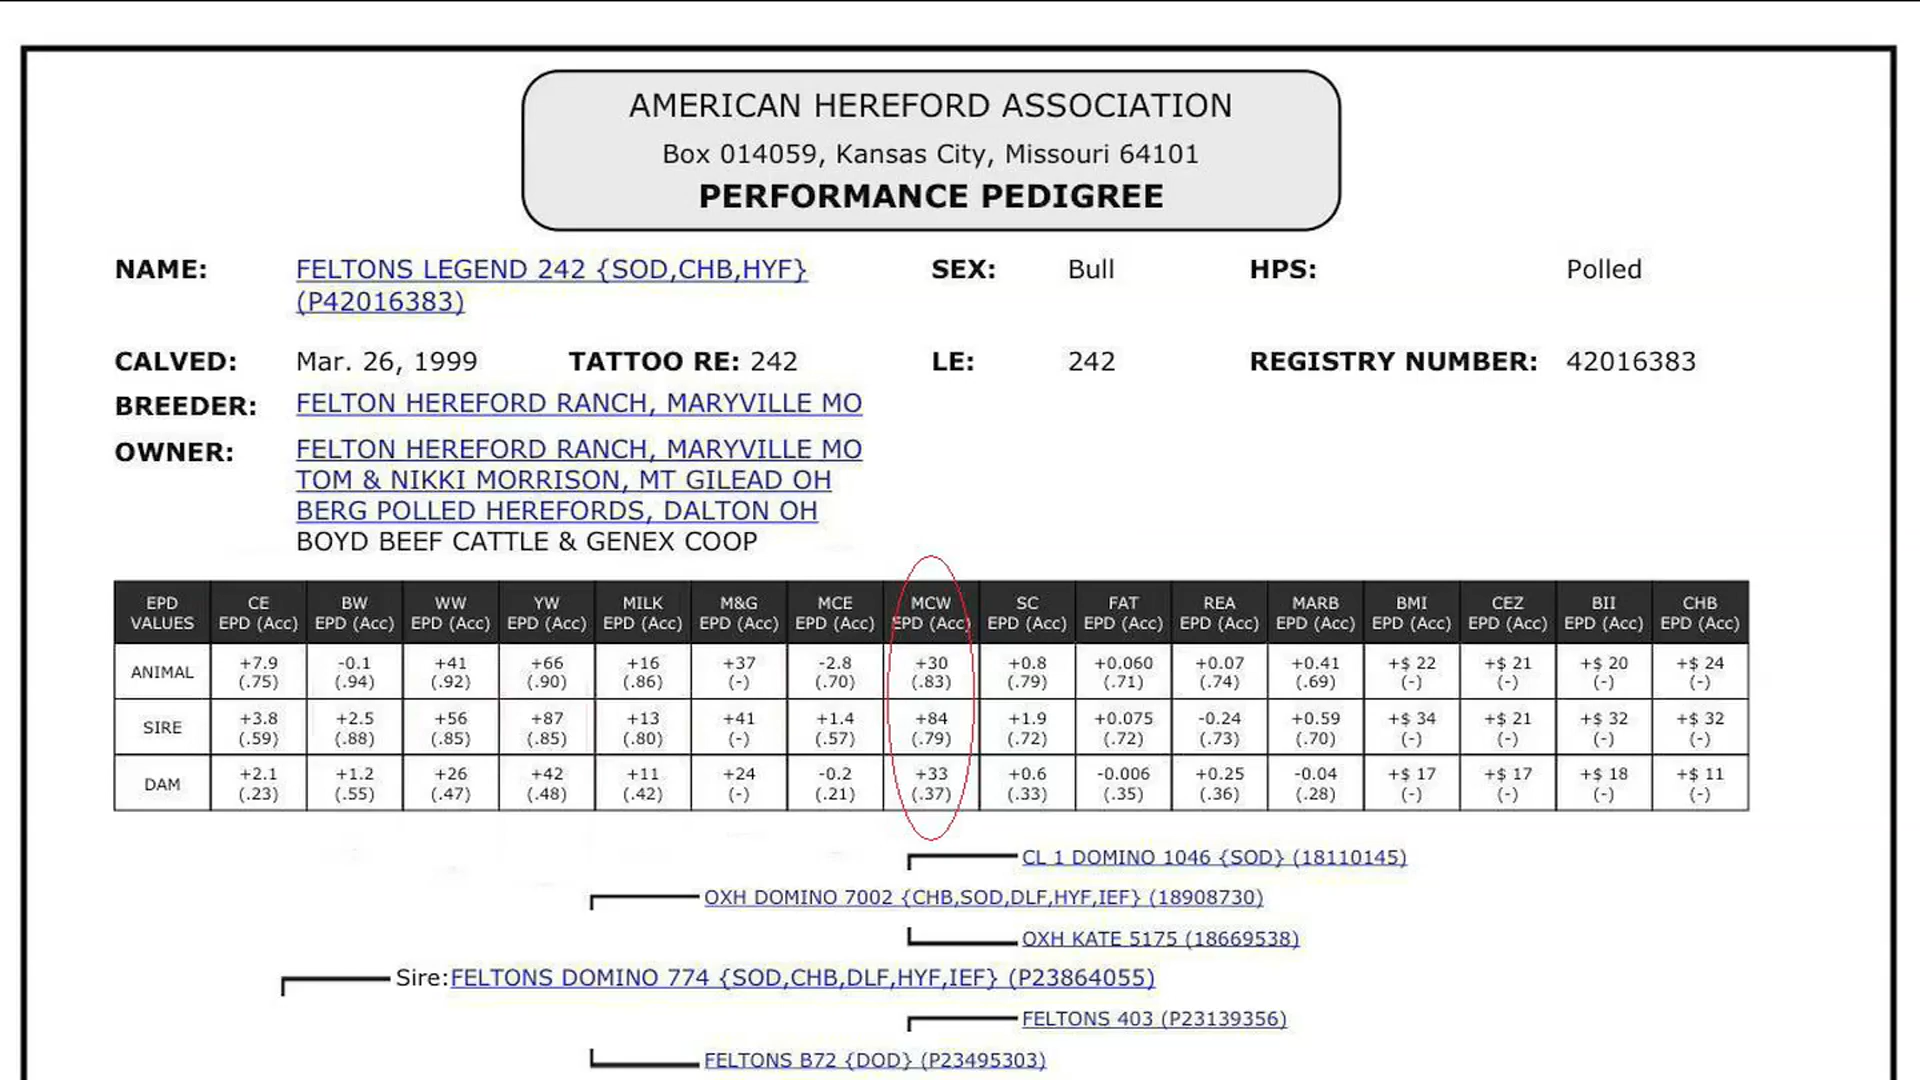 AMERICAN HEREFORD ASSOCIATION
Box 014059, Kansas City, Missouri 64101
PERFORMANCE PEDIGREE
NAME: FELTONS LEGEND 242 {SOD,CHB,HYF} SEX: Bull HPS: Polled
(P42016383)
CALVED: Mar. 26, 1999 TATTOO RE: 242 LE: 242 REGISTRY NUMBER: 42016383
BREEDER: FELTON HEREFORD RANCH, MARYVILLE MO
OWNER: FELTON HEREFORD RANCH, MARYVILLE MO
TOM & NIKKI MORRISON, MT GILEAD OH
BERG POLLED HEREFORDS, DALTON OH
BOYD BEEF CATTLE & GENEX COOP
EPD CE BW WW YW MILK M&G MCE MCW SC FAT REA MARB BMI CEZ BII CHB
VALUES EPD (Acc) EPD (Acc) EPD (Acc) EPD (Acc) EPD (Acc) EPD (Acc) EPD (Acc) EPD (Acc) EPD (Acc) EPD (Acc) EPD (Acc) EPD (Acc) EPD (Acc) EPD (Acc) EPD (Acc) EPD (Acc)
ANIMAL +7.9 -0.1 +41 +66 +16 +37 -2.8 +30 +0.8 +0.060 +0.07 +0.41 +$ 22 +$ 21 +$ 20 +$ 24
(.75) (.94) (.92) (.90) (.86) (-) (.70) (.83) (.79) (.71) (.74) (.69) (-) (-) (-) (-)
SIRE +3.8 +2.5 +56 +87 +13 +41 +1.4 +84 +1.9 +0.075 -0.24 +0.59 +$ 34 +$ 21 +$ 32 +$ 32
(.59) (.88) (.85) (.85) (.80) (-) (.57) (.79) (.72) (.72) (.73) (.70) (-) (-) (-) (-)
DAM +2.1 +1.2 +26 +42 +11 +24 -0.2 +33 +0.6 -0.006 +0.25 -0.04 +$ 17 +$ 17 +$ 18 +$ 11
(.23) (.55) (.47) (.48) (.42) (-) (.21) (.37) (.33) (.35) (.36) (.28) (-) (-) (-) (-)
CL 1 DOMINO 1046 {SOD} (18110145)
OXH DOMINO 7002 {CHB,SOD,DLF,HYF,IEF} (18908730)
OXH KATE 5175 (18669538)
Sire:FELTONS DOMINO 774 {SOD,CHB,DLF,HYF,IEF} (P23864055)
FELTONS 403 (P23139356)
FELTONS B72 {DOD} (P23495303)